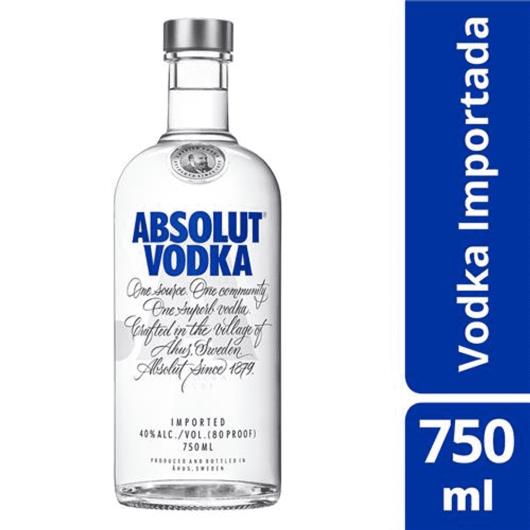 ABSOLUT
VODKA
One source. One community
One superb vodka.
Crafted in the village of
Åhus, Sweden.
Absolut Since 1879.
IMPORTED
40% ALC./VOL. (80 PROOF)
750ML
PRODUCED AND BOTTLED IN
ÅHUS, SWEDEN
Vodka Importada
750
ml